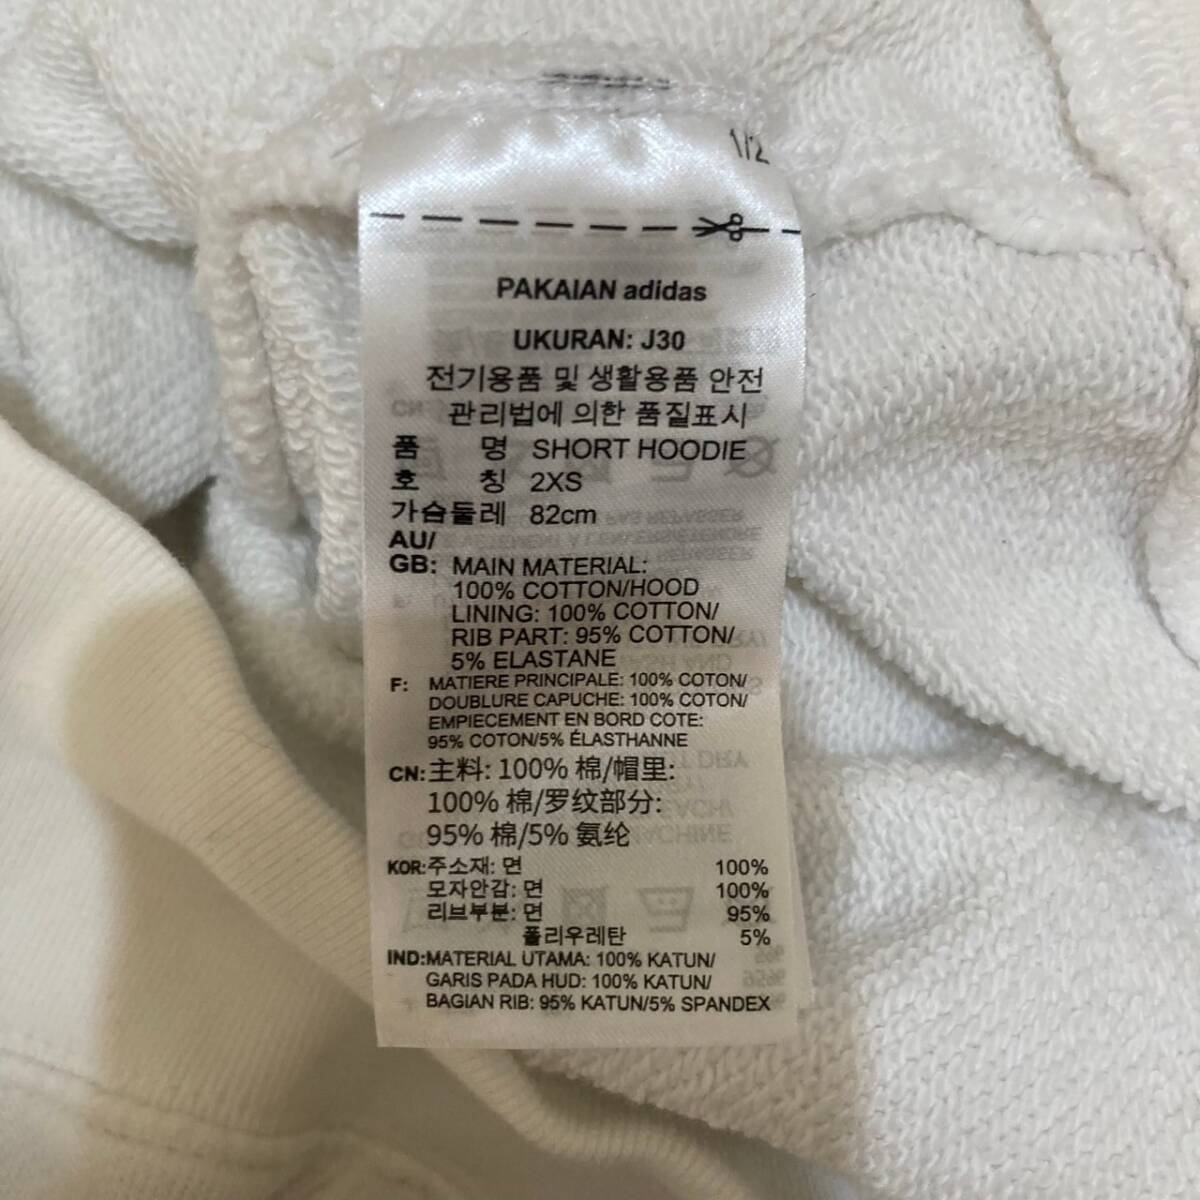 1/2
PAKAIAN adidas
UKURAN: J30
전기용품 및 생활용품 안전
관리법에 의한 품질표시
품 명 SHORT HOODIE
호 칭 2XS
가슴둘레 82cm
AU/
GB: MAIN MATERIAL:
100% COTTON/HOOD
LINING: 100% COTTON/
RIB PART: 95% COTTON/
5% ELASTANE
F: MATIERE PRINCIPALE: 100% COTON/
DOUBLURE CAPUCHE: 100% COTON/
EMPIECEMENT EN BORD COTE:
95% COTON/5% ÉLASTHANNE
CN: 主料: 100% 棉/帽里:
100% 棉/罗纹部分:
95% 棉/5% 氨纶
KOR: 주소재: 면 100%
모자안감: 면 100%
리브부분: 면 95%
폴리우레탄 5%
IND: MATERIAL UTAMA: 100% KATUN/
GARIS PADA HUD: 100% KATUN/
BAGIAN RIB: 95% KATUN/5% SPANDEX